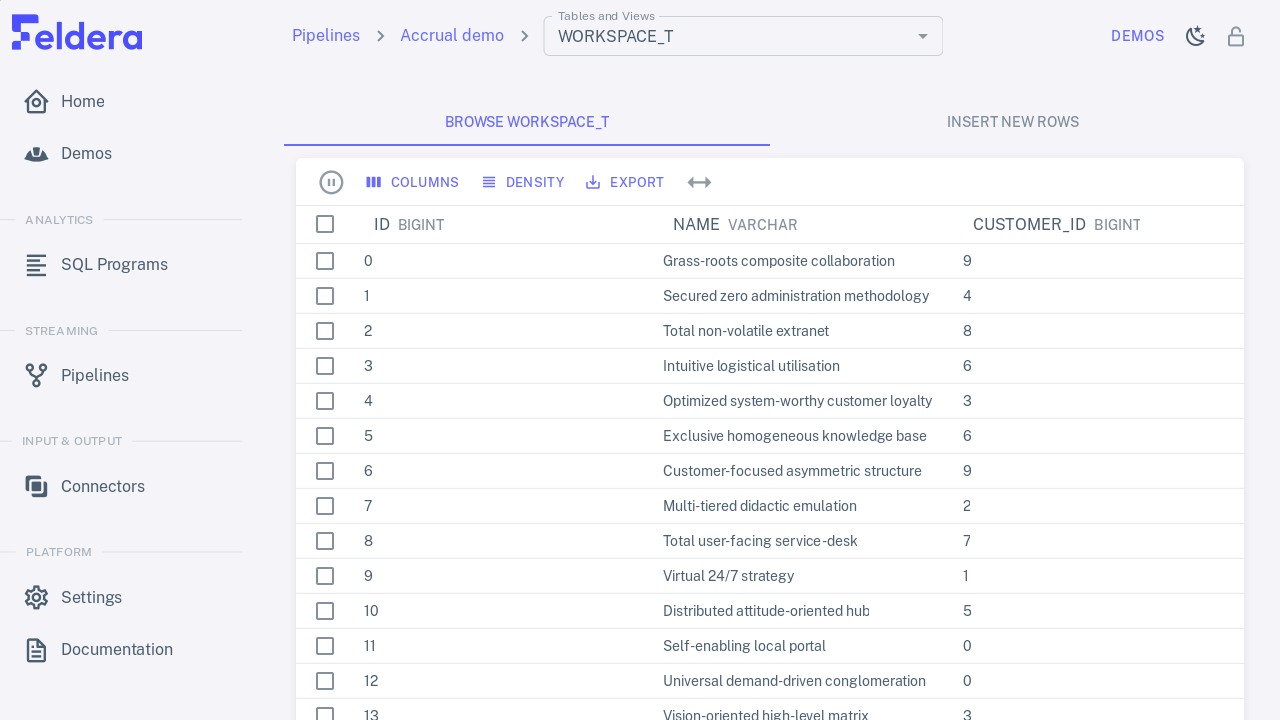 Feldera
Pipelines > Accrual demo >
Tables and Views
WORKSPACE_T
DEMOS
Home
Demos
ANALYTICS
SQL Programs
STREAMING
Pipelines
INPUT & OUTPUT
Connectors
PLATFORM
Settings
Documentation
BROWSE WORKSPACE_T
INSERT NEW ROWS
COLUMNS DENSITY EXPORT
ID BIGINT NAME VARCHAR CUSTOMER_ID BIGINT
0 Grass-roots composite collaboration 9
1 Secured zero administration methodology 4
2 Total non-volatile extranet 8
3 Intuitive logistical utilisation 6
4 Optimized system-worthy customer loyalty 3
5 Exclusive homogeneous knowledge base 6
6 Customer-focused asymmetric structure 9
7 Multi-tiered didactic emulation 2
8 Total user-facing service-desk 7
9 Virtual 24/7 strategy 1
10 Distributed attitude-oriented hub 5
11 Self-enabling local portal 0
12 Universal demand-driven conglomeration 0
13 Vision-oriented high-level matrix 3